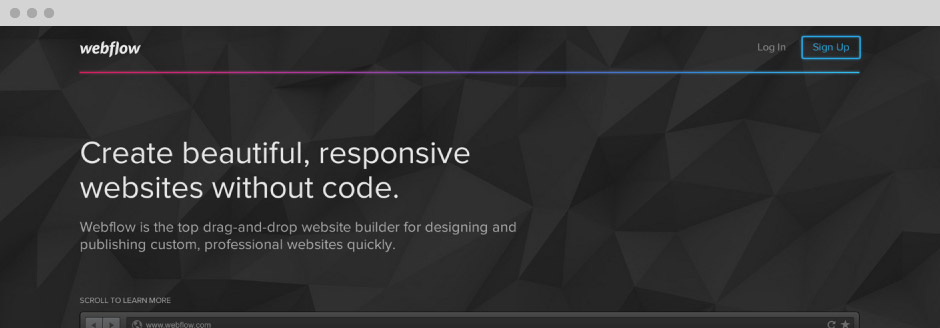 webflow
Log In
Sign Up
Create beautiful, responsive
websites without code.
Webflow is the top drag-and-drop website builder for designing and
publishing custom, professional websites quickly.
SCROLL TO LEARN MORE
www.webflow.com